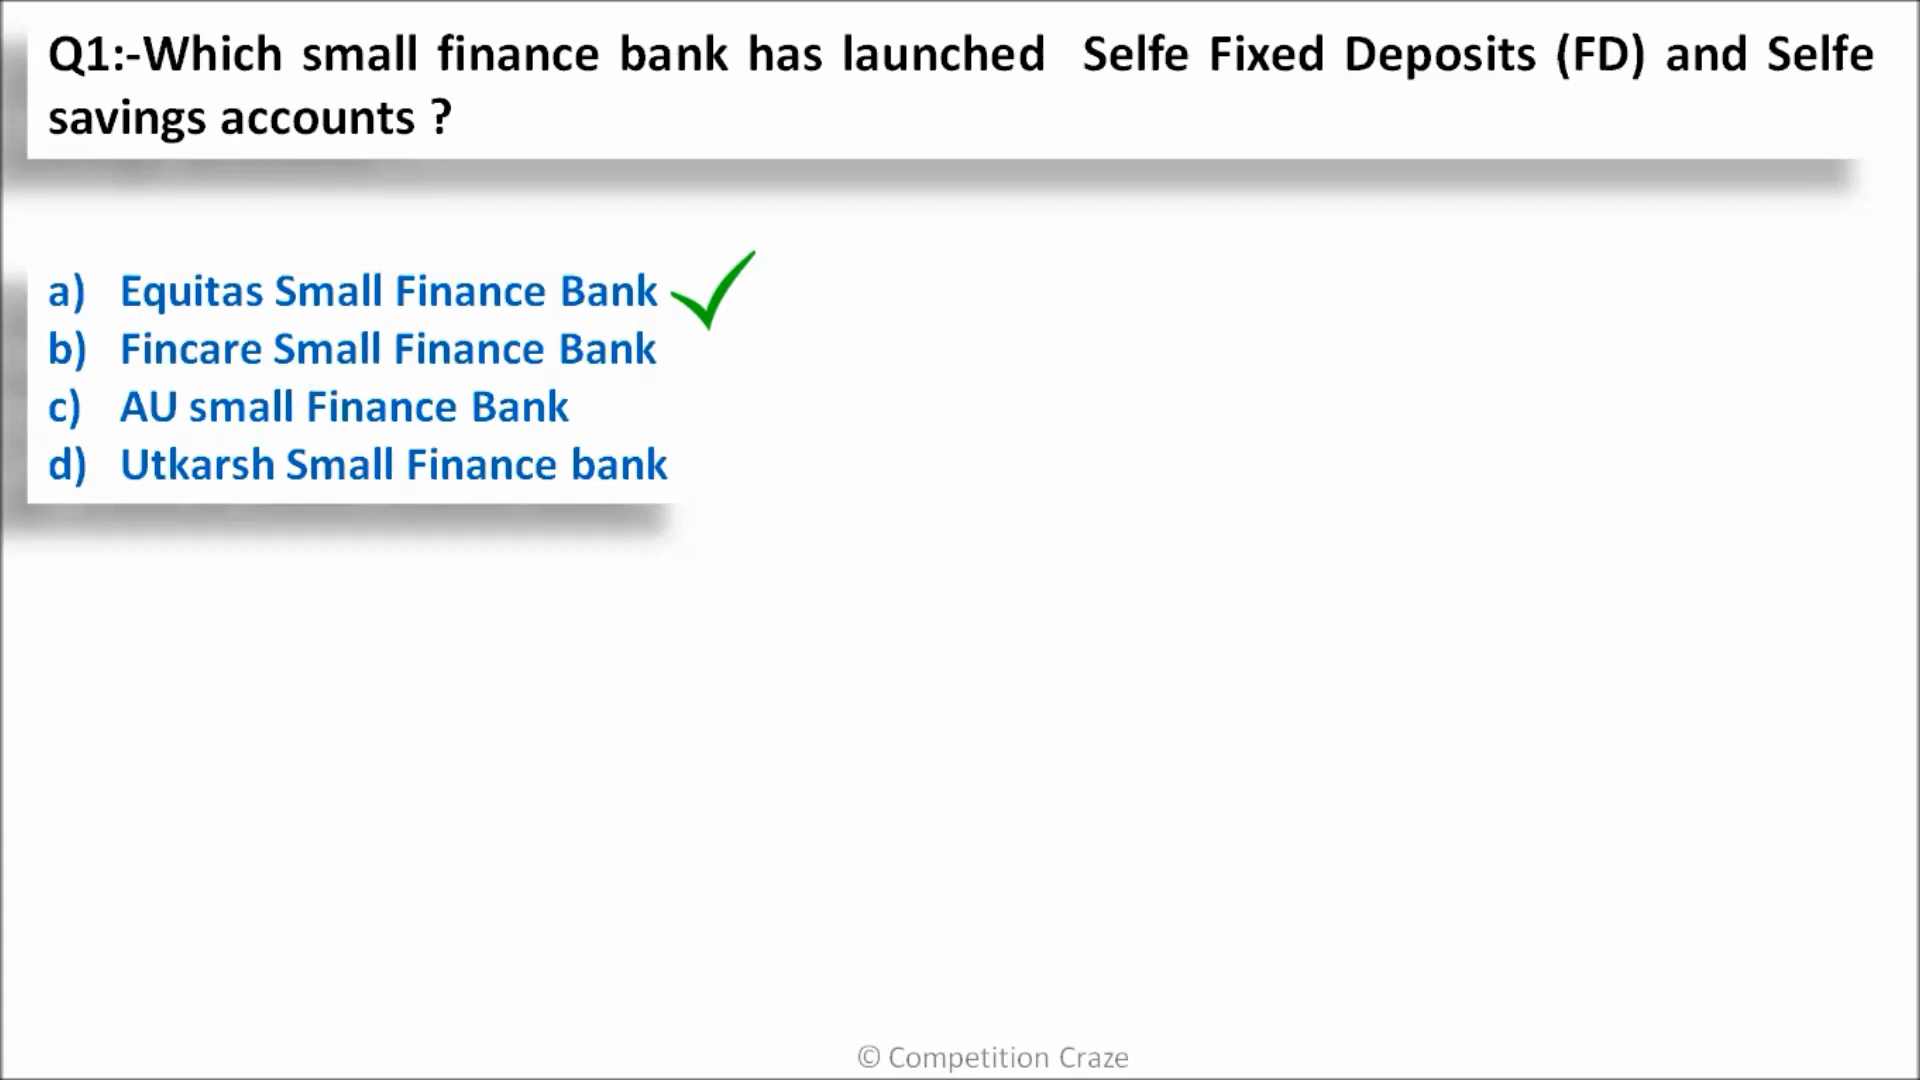 Q1:-Which small finance bank has launched  Selfe Fixed Deposits (FD) and Selfe
savings accounts ?
a) Equitas Small Finance Bank
b) Fincare Small Finance Bank
c) AU small Finance Bank
d) Utkarsh Small Finance bank
© Competition Craze